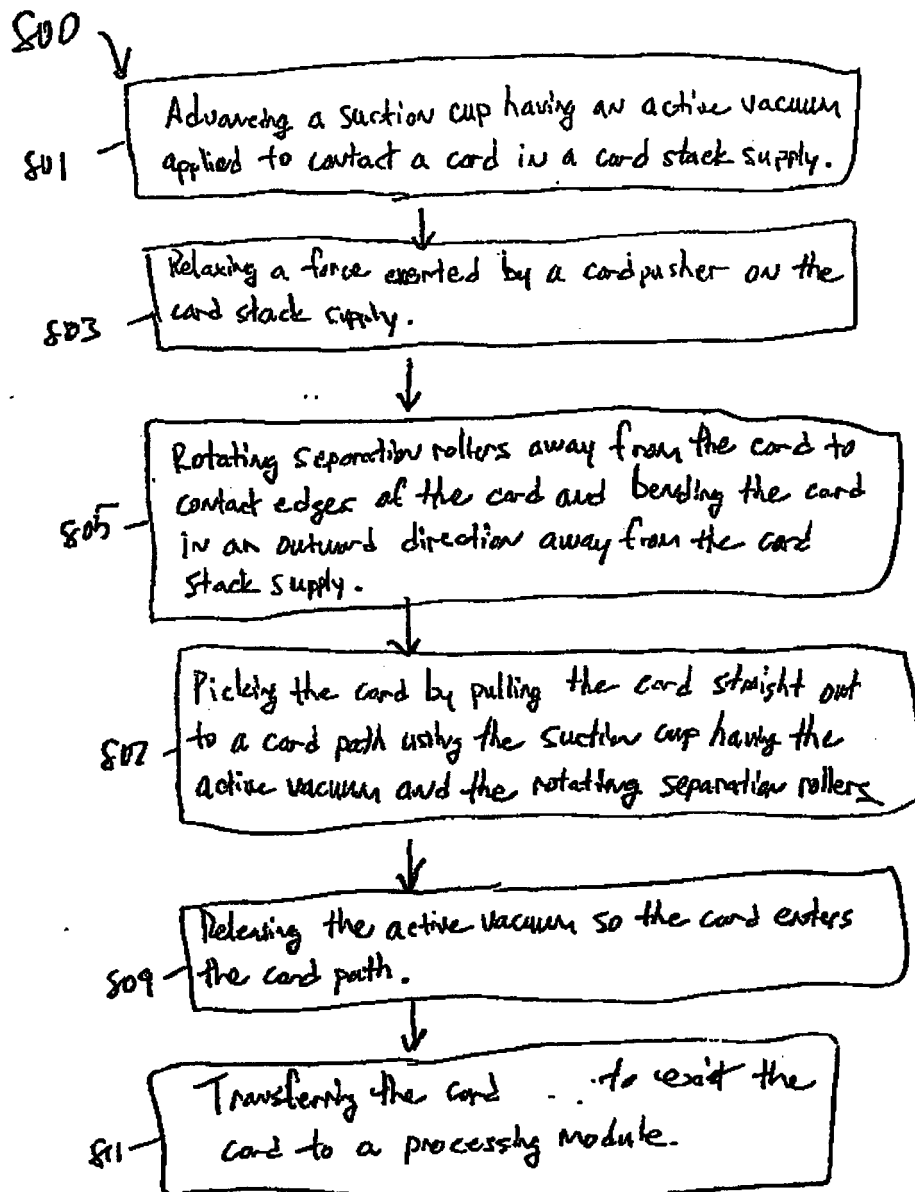 800
801
Advancing a suction cup having an active vacuum
applied to contact a card in a card stack supply.
803
Relaxing a force exerted by a card pusher on the
card stack supply.
805
Rotating separation rollers away from the card to
contact edges of the card and bending the card
in an outward direction away from the card
stack supply.
807
Picking the card by pulling the card straight out
to a card path using the suction cup having the
active vacuum and the rotating separation rollers
809
Releasing the active vacuum so the card enters
the card path.
811
Transferring the card ... to exit the
card to a processing module.